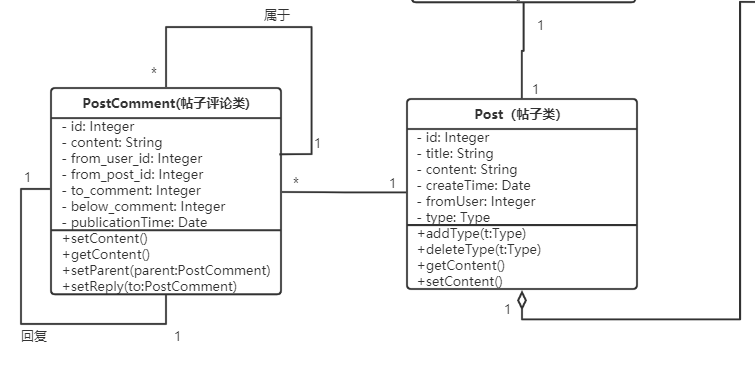 属于
1
*
1
PostComment(帖子评论类)
- id: Integer
- content: String
- from_user_id: Integer
- from_post_id: Integer
- to_comment: Integer
- below_comment: Integer
- publicationTime: Date
+setContent()
+getContent()
+setParent(parent:PostComment)
+setReply(to:PostComment)
1
1
*
1
Post（帖子类）
- id: Integer
- title: String
- content: String
- createTime: Date
- fromUser: Integer
- type: Type
+addType(t:Type)
+deleteType(t:Type)
+getContent()
+setContent()
1
回复
1